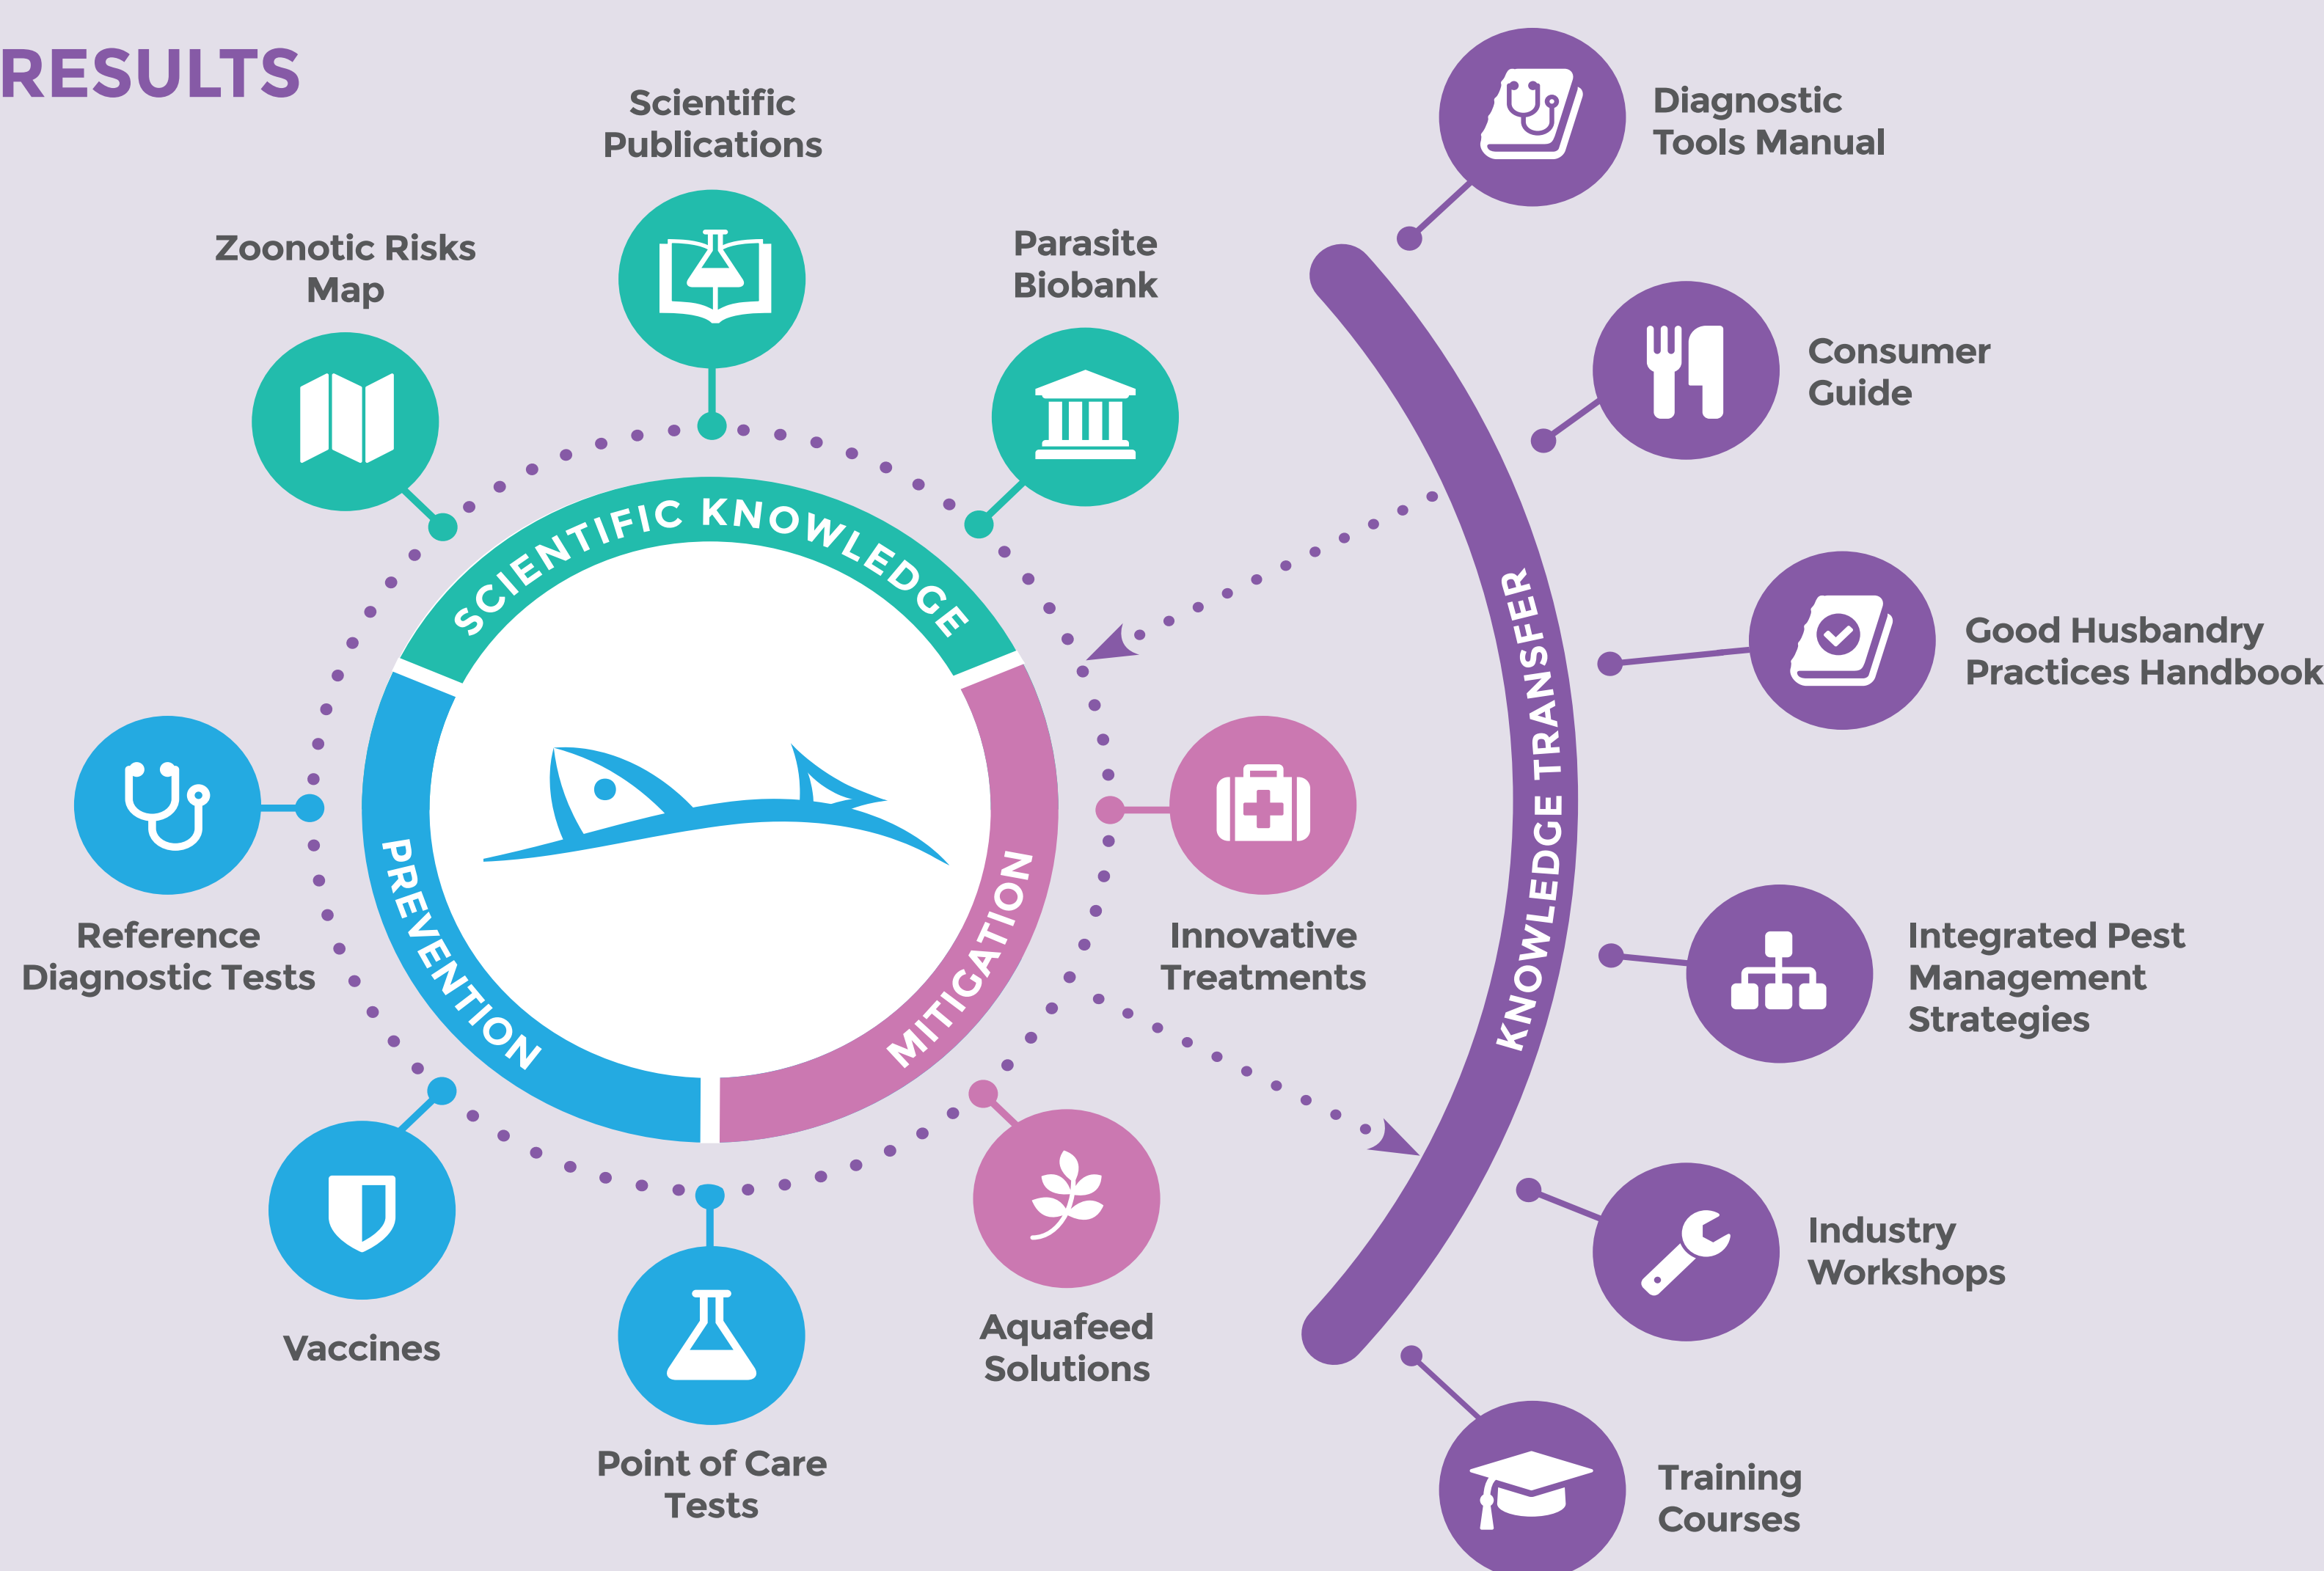 RESULTS
Scientific
Publications
Zoonotic Risks
Map
Parasite
Biobank
SCIENTIFIC KNOWLEDGE
PREVENTION
MITIGATION
Reference
Diagnostic Tests
Vaccines
Point of Care
Tests
Innovative
Treatments
Aquafeed
Solutions
KNOWLEDGE TRANSFER
Diagnostic
Tools Manual
Consumer
Guide
Good Husbandry
Practices Handbook
Integrated Pest
Management
Strategies
Industry
Workshops
Training
Courses